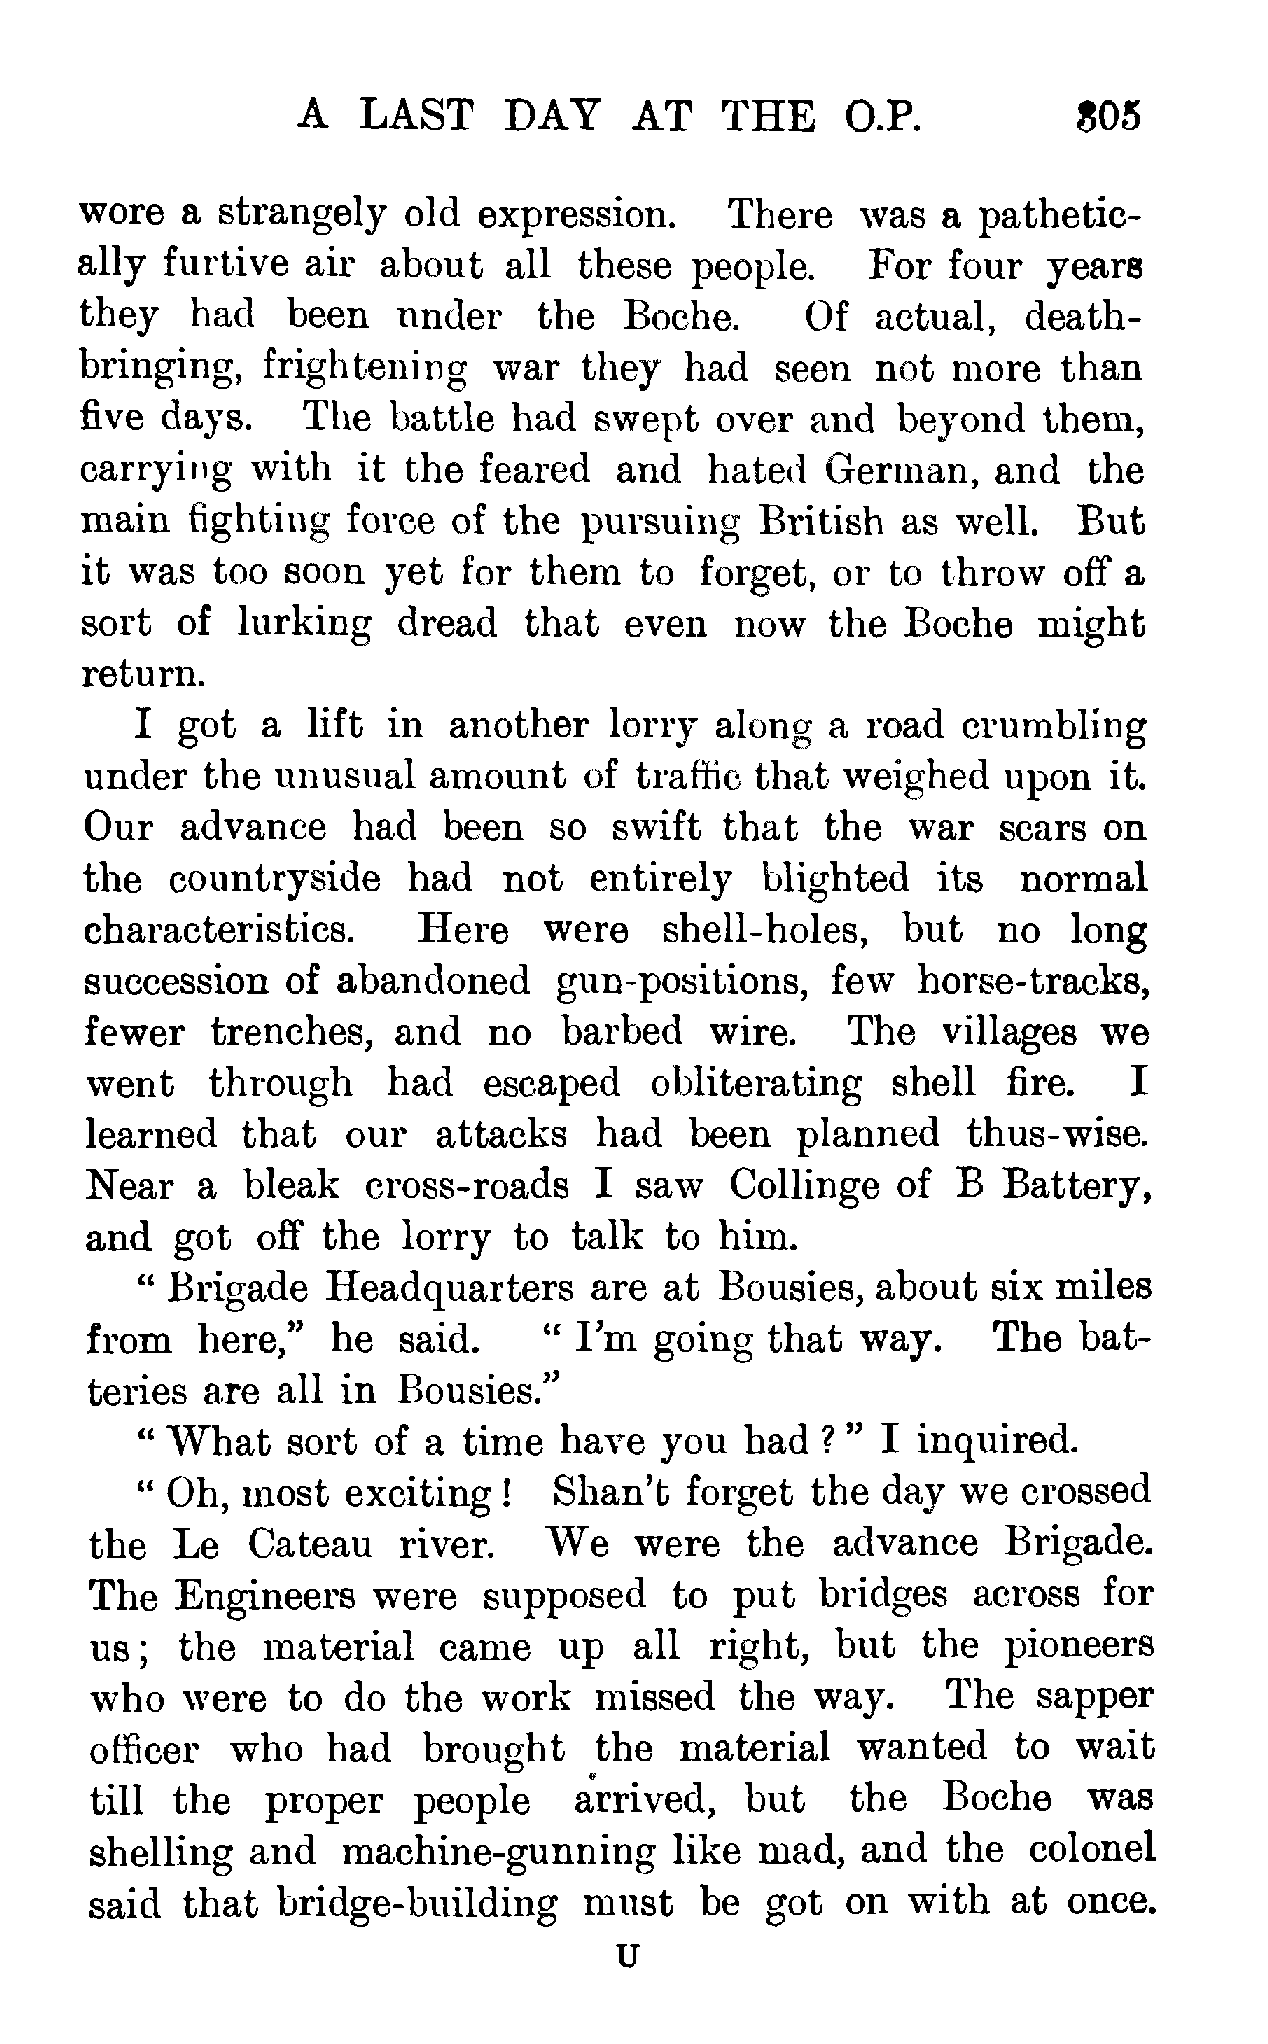 A LAST DAY AT THE O.P. 305
wore a strangely old expression. There was a pathetic-
ally furtive air about all these people. For four years
they had been under the Boche. Of actual, death-
bringing, frightening war they had seen not more than
five days. The battle had swept over and beyond them,
carrying with it the feared and hated German, and the
main fighting force of the pursuing British as well. But
it was too soon yet for them to forget, or to throw off a
sort of lurking dread that even now the Boche might
return.
I got a lift in another lorry along a road crumbling
under the unusual amount of traffic that weighed upon it.
Our advance had been so swift that the war scars on
the countryside had not entirely blighted its normal
characteristics. Here were shell-holes, but no long
succession of abandoned gun-positions, few horse-tracks,
fewer trenches, and no barbed wire. The villages we
went through had escaped obliterating shell fire. I
learned that our attacks had been planned thus-wise.
Near a bleak cross-roads I saw Collinge of B Battery,
and got off the lorry to talk to him.
“ Brigade Headquarters are at Bousies, about six miles
from here,” he said. “ I’m going that way. The bat-
teries are all in Bousies.”
“ What sort of a time have you had ? ” I inquired.
“ Oh, most exciting ! Shan’t forget the day we crossed
the Le Cateau river. We were the advance Brigade.
The Engineers were supposed to put bridges across for
us ; the material came up all right, but the pioneers
who were to do the work missed the way. The sapper
officer who had brought the material wanted to wait
till the proper people arrived, but the Boche was
shelling and machine-gunning like mad, and the colonel
said that bridge-building must be got on with at once.
U